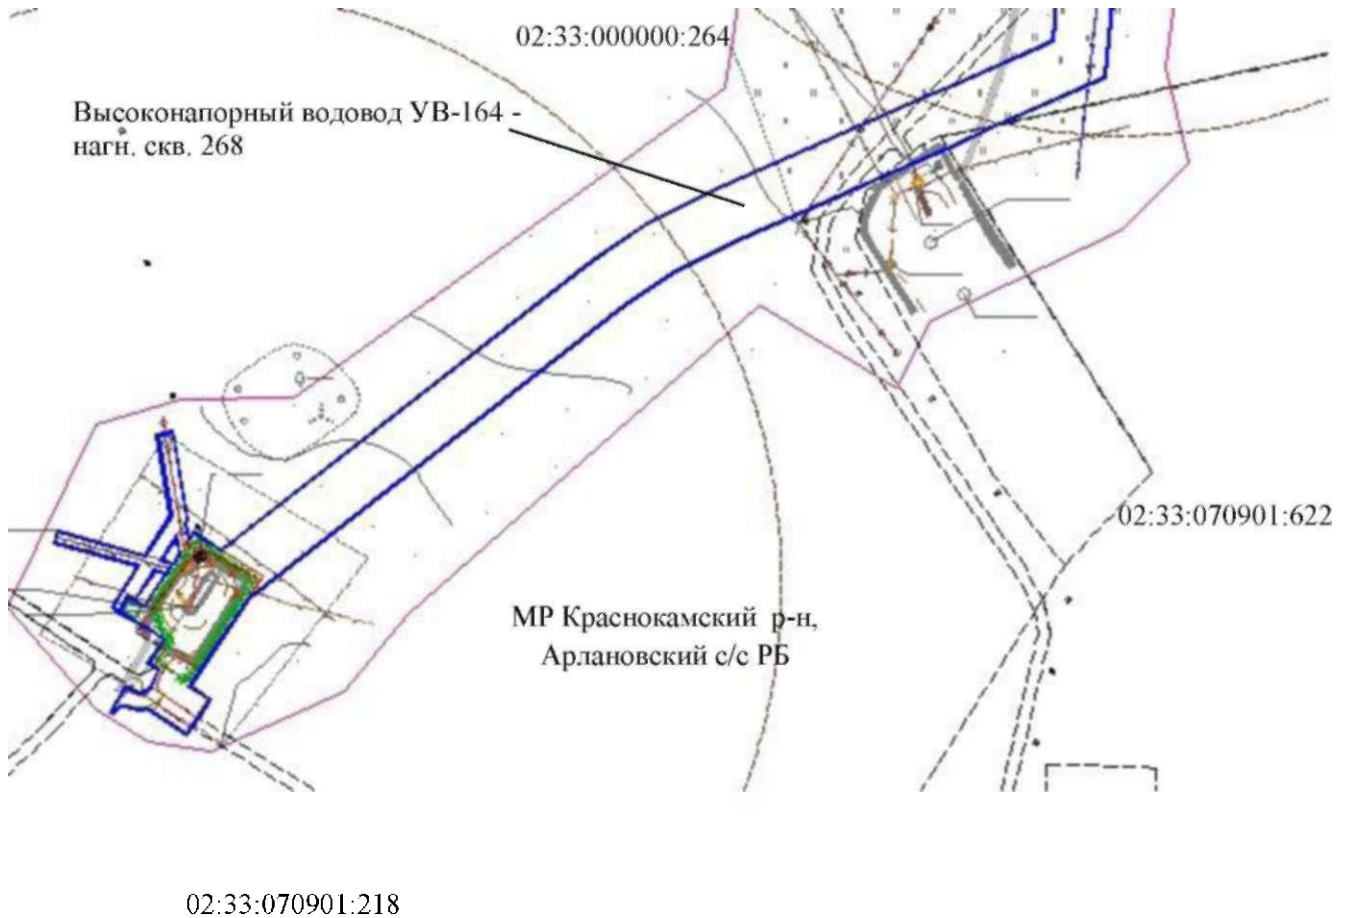 02:33:000000:264
Высоконапорный водовод УВ-164 -
нагн. скв. 268
02:33:070901:622
МР Краснокамский р-н,
Арлановский с/с РБ
02:33:070901:218